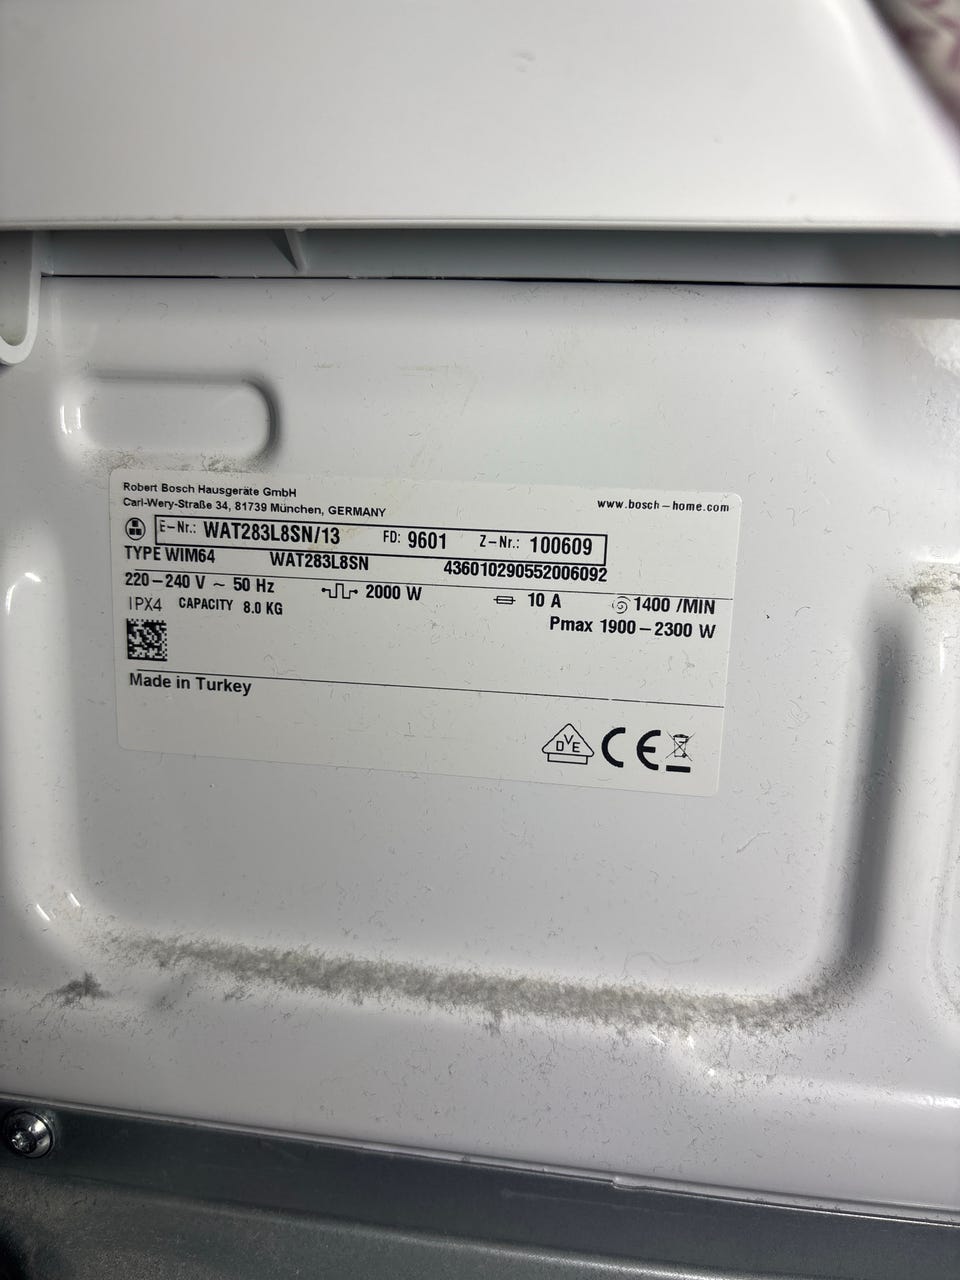 Robert Bosch Hausgeräte GmbH
Carl-Wery-Straße 34, 81739 München, GERMANY
www.bosch-home.com
E-Nr.: WAT283L8SN/13 FD: 9601 Z-Nr.: 100609
TYPE WIM64 WAT283L8SN 436010290552006092
220-240 V ~ 50 Hz 2000 W 10 A 1400 /MIN
IPX4 CAPACITY 8.0 KG Pmax 1900-2300 W
Made in Turkey
DVE CE